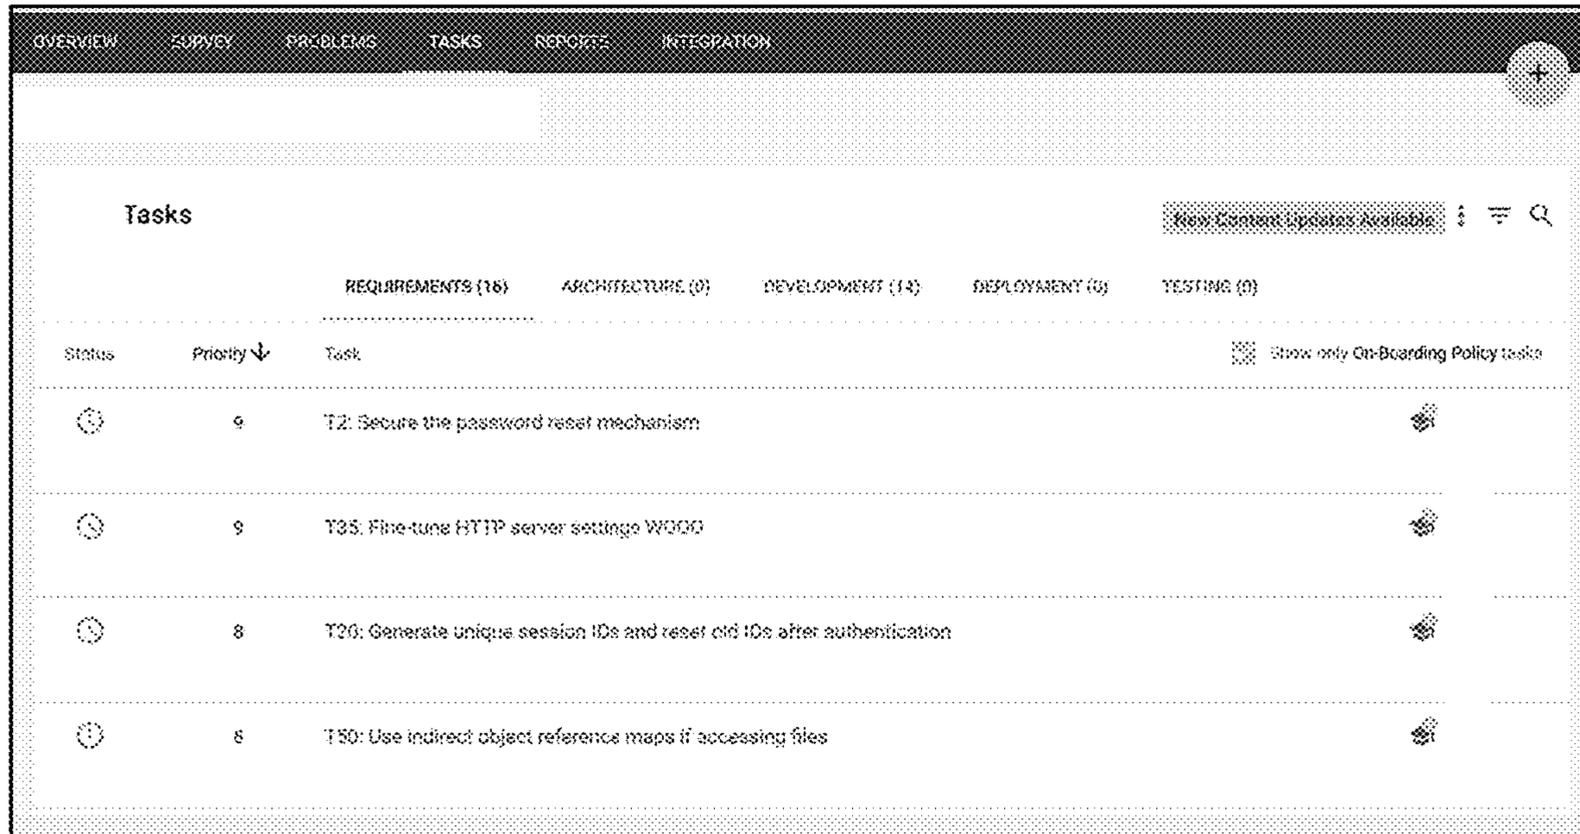 OVERVIEW SURVEY PROBLEMS TASKS REPORTS INTEGRATION
+
Tasks New Content Updates Available
REQUIREMENTS (16) ARCHITECTURE (0) DEVELOPMENT (14) DEPLOYMENT (0) TESTING (0)
Status Priority Task Show only On-Boarding Policy tasks
9 T2: Secure the password reset mechanism
9 T35: Fine-tune HTTP server settings WOOO
8 T20: Generate unique session IDs and reset old IDs after authentication
8 T50: Use indirect object reference maps if accessing files